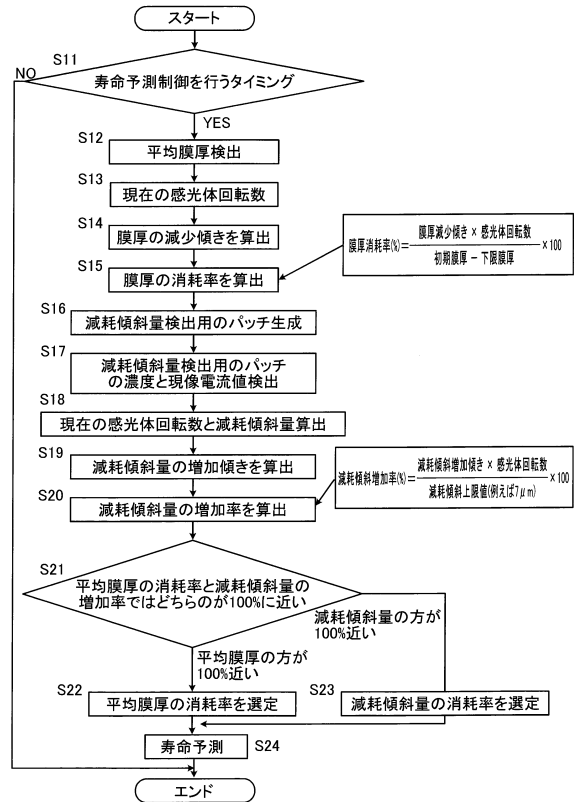 スタート
S11
NO
寿命予測制御を行うタイミング
YES
S12
平均膜厚検出
S13
現在の感光体回転数
S14
膜厚の減少傾きを算出
S15
膜厚の消耗率を算出
膜厚消耗率(%)=
膜厚減少傾き × 感光体回転数
初期膜厚 − 下限膜厚
×100
S16
減耗傾斜量検出用のパッチ生成
S17
減耗傾斜量検出用のパッチ
の濃度と現像電流値検出
S18
現在の感光体回転数と減耗傾斜量算出
S19
減耗傾斜量の増加傾きを算出
S20
減耗傾斜量の増加率を算出
減耗傾斜増加率(%)=
減耗傾斜増加傾き × 感光体回転数
減耗傾斜上限値(例えば7μm)
×100
S21
平均膜厚の消耗率と減耗傾斜量の
増加率ではどちらのが100%に近い
減耗傾斜量の方が
100%近い
平均膜厚の方が
100%近い
S22
平均膜厚の消耗率を選定
S23
減耗傾斜量の消耗率を選定
寿命予測
S24
エンド